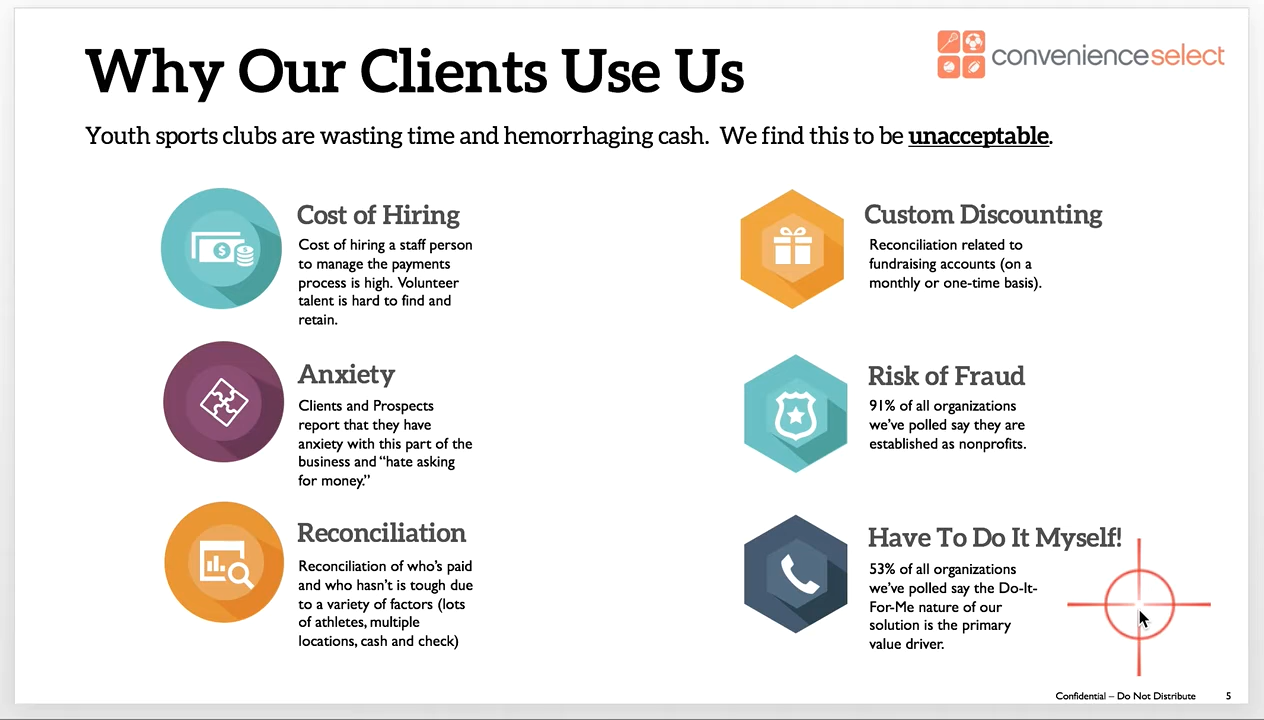 Why Our Clients Use Us
convenienceselect
Youth sports clubs are wasting time and hemorrhaging cash. We find this to be unacceptable.
Cost of Hiring
Cost of hiring a staff person
to manage the payments
process is high. Volunteer
talent is hard to find and
retain.
Anxiety
Clients and Prospects
report that they have
anxiety with this part of the
business and “hate asking
for money.”
Reconciliation
Reconciliation of who’s paid
and who hasn’t is tough due
to a variety of factors (lots
of athletes, multiple
locations, cash and check)
Custom Discounting
Reconciliation related to
fundraising accounts (on a
monthly or one-time basis).
Risk of Fraud
91% of all organizations
we’ve polled say they are
established as nonprofits.
Have To Do It Myself!
53% of all organizations
we’ve polled say the Do-It-
For-Me nature of our
solution is the primary
value driver.
Confidential – Do Not Distribute 5